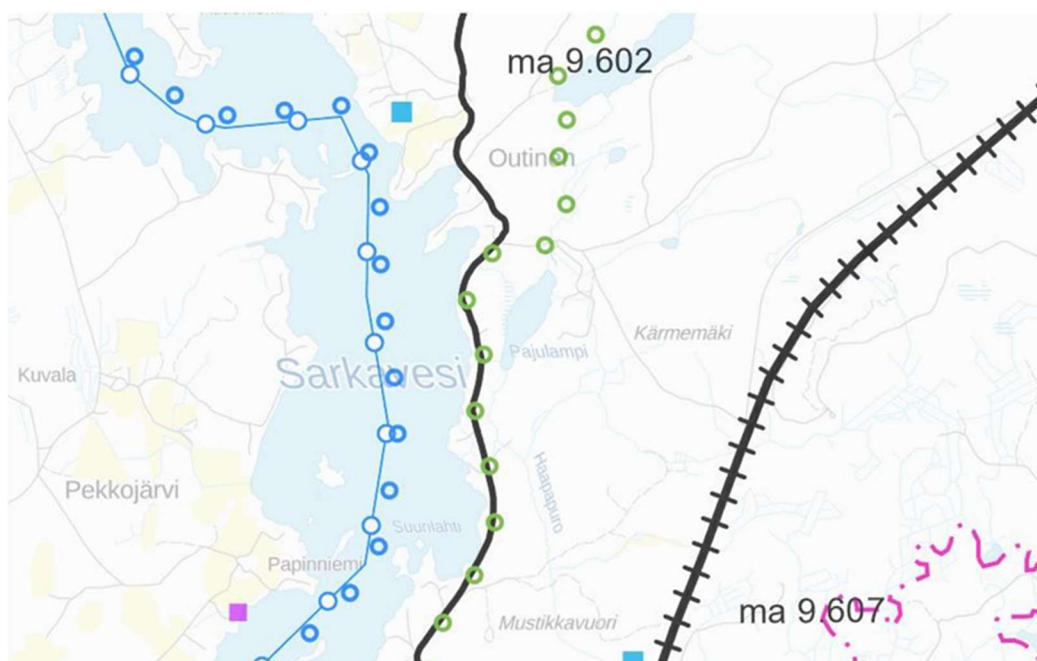 ma 9.602
Outinen
Kärmemäki
Pajulampi
Sarkavesi
Kuvala
Pekkojärvi
Haapapuro
Suurilahti
Papinniemi
Mustikkavuori
ma 9.607